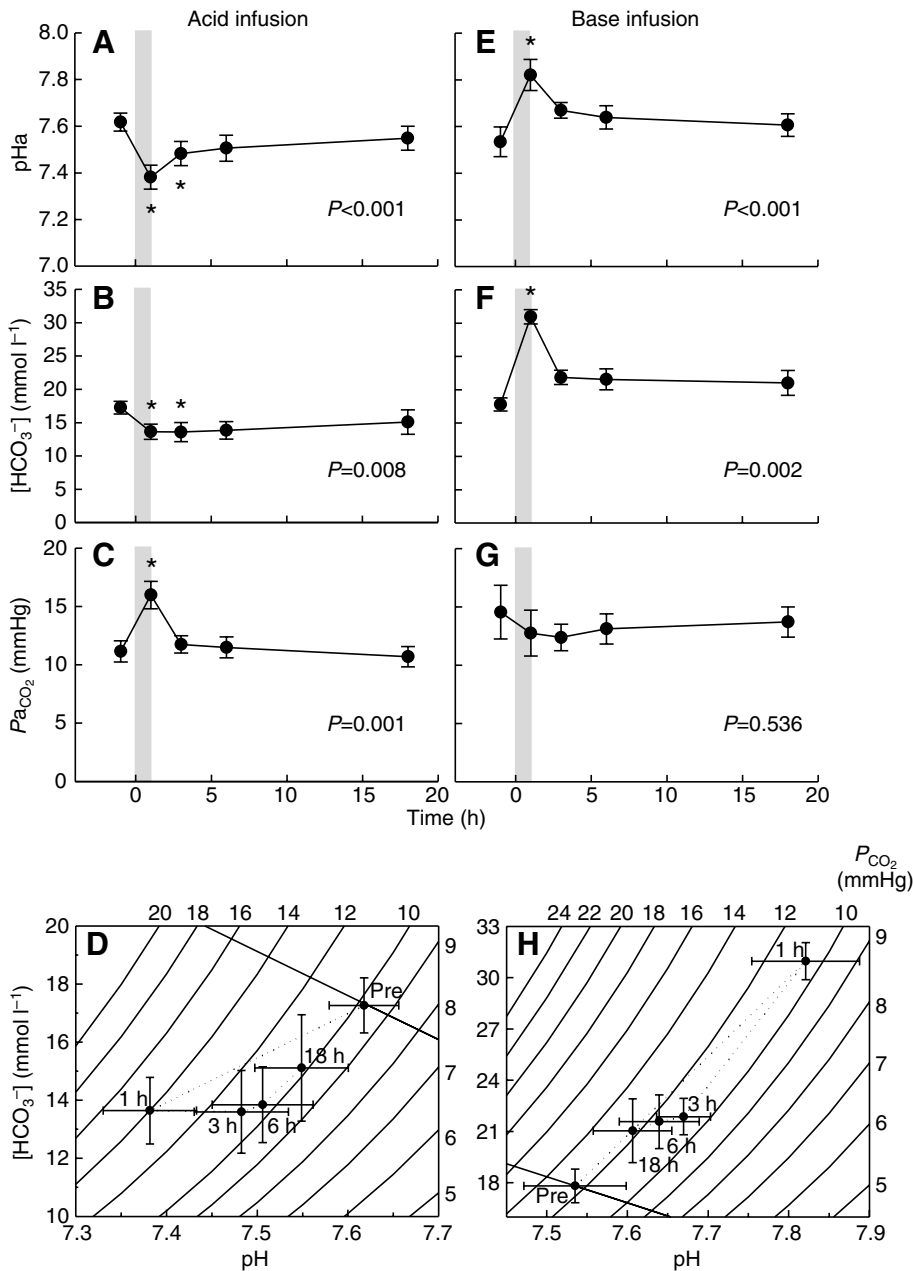 Acid infusion
Base infusion
A
E
8.0
7.8
7.6
7.4
7.2
7.0
pHa
*
*
*
P<0.001
P<0.001
B
F
35
30
25
20
15
10
5
0
[HCO₃⁻] (mmol l⁻¹)
*
*
*
P=0.008
P=0.002
C
G
20
15
10
5
0
PaCO₂ (mmHg)
*
P=0.001
P=0.536
0 5 10 15 20
0 5 10 15 20
Time (h)
PCO₂
(mmHg)
20 18 16 14 12 10
24 22 20 18 16 14 12 10
D
H
20
18
16
14
12
10
[HCO₃⁻] (mmol l⁻¹)
9
8
7
6
5
Pre
18 h
1 h
3 h
6 h
7.3 7.4 7.5 7.6 7.7
pH
33
30
27
24
21
18
9
8
7
6
5
1 h
3 h
6 h
18 h
Pre
7.5 7.6 7.7 7.8 7.9
pH